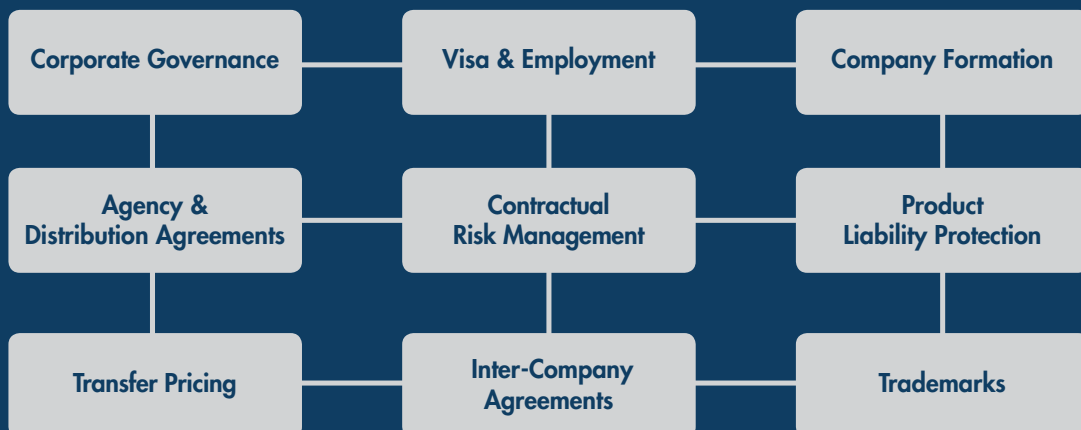 Corporate Governance
Visa & Employment
Company Formation
Agency &
Distribution Agreements
Contractual
Risk Management
Product
Liability Protection
Transfer Pricing
Inter-Company
Agreements
Trademarks